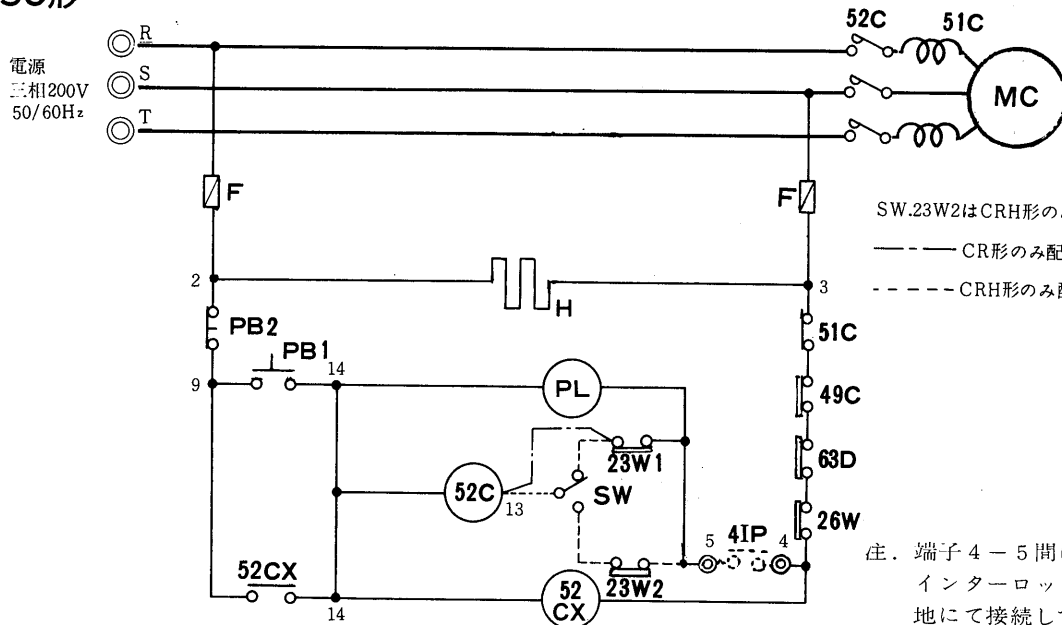 52C 51C
R
電源
三相200V
50/60Hz
S
T
MC
F
F
SW.23W2はCRH形の
CR形のみ配
CRH形のみ配
2
H
3
PB2
51C
PB1
9
14
PL
49C
23W1
63D
52C
13
SW
26W
5 4IP 4
23W2
52CX
52
CX
14
注. 端子4-5間
インターロッ
地にて接続し